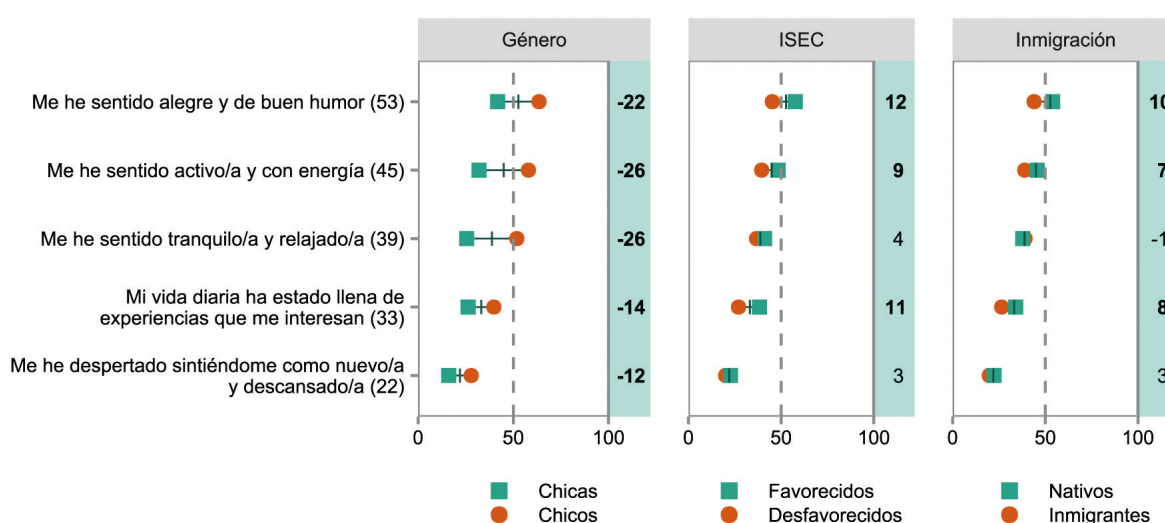 Género
ISEC
Inmigración
Me he sentido alegre y de buen humor (53)
-22
12
10
Me he sentido activo/a y con energía (45)
-26
9
7
Me he sentido tranquilo/a y relajado/a (39)
-26
4
-1
Mi vida diaria ha estado llena de
experiencias que me interesan (33)
-14
11
8
Me he despertado sintiéndome como nuevo/a
y descansado/a (22)
-12
3
3
0 50 100
0 50 100
0 50 100
Chicas
Chicos
Favorecidos
Desfavorecidos
Nativos
Inmigrantes